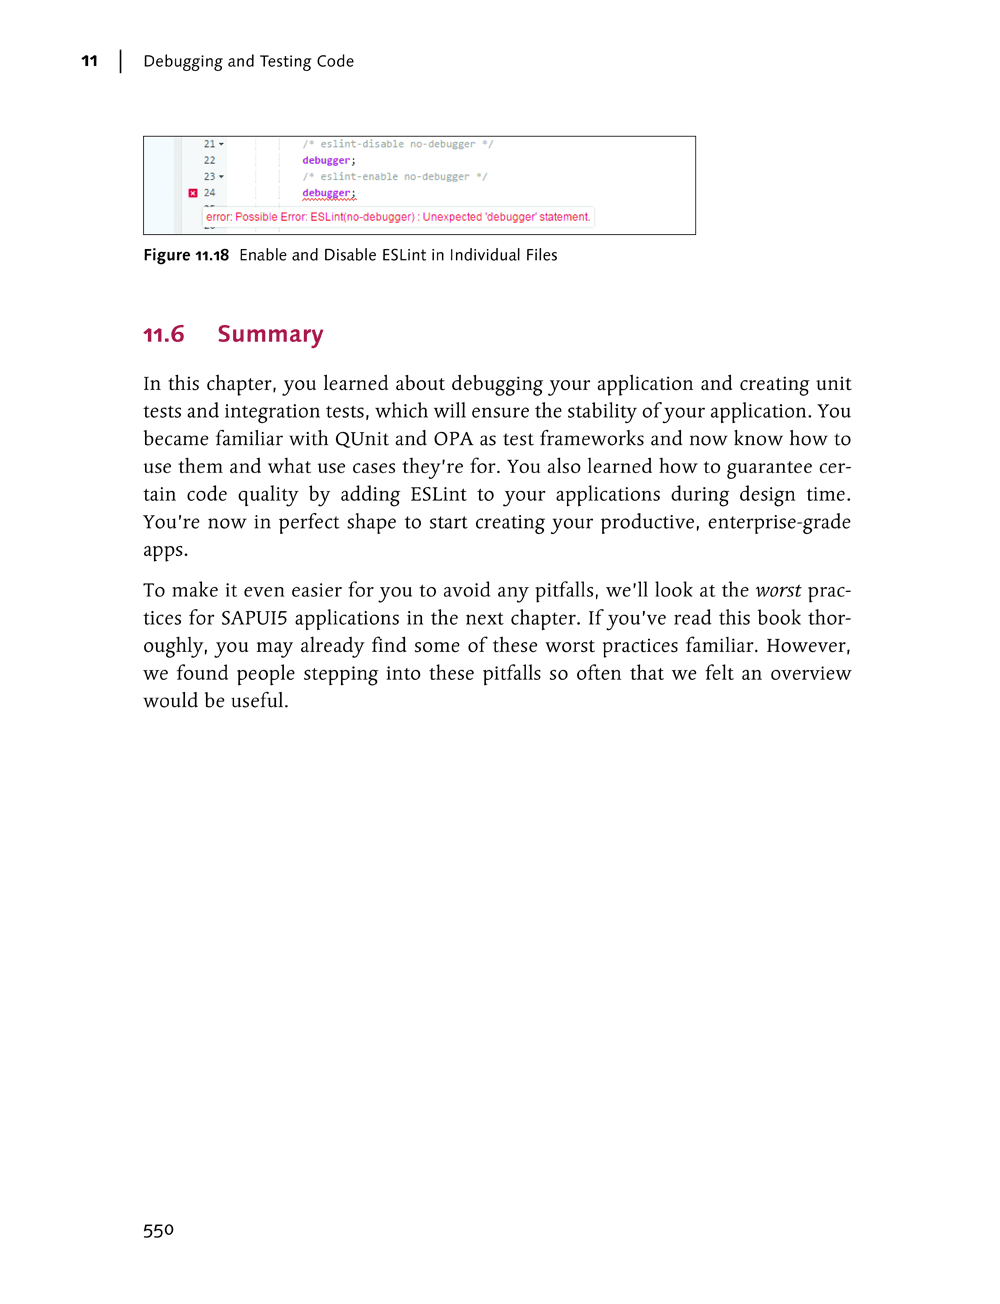 11 | Debugging and Testing Code
21 /* eslint-disable no-debugger */
22 debugger;
23 /* eslint-enable no-debugger */
24 debugger;
error: Possible Error: ESLint(no-debugger) : Unexpected 'debugger' statement.
Figure 11.18 Enable and Disable ESLint in Individual Files
11.6 Summary
In this chapter, you learned about debugging your application and creating unit
tests and integration tests, which will ensure the stability of your application. You
became familiar with QUnit and OPA as test frameworks and now know how to
use them and what use cases they're for. You also learned how to guarantee cer-
tain code quality by adding ESLint to your applications during design time.
You're now in perfect shape to start creating your productive, enterprise-grade
apps.
To make it even easier for you to avoid any pitfalls, we'll look at the worst prac-
tices for SAPUI5 applications in the next chapter. If you've read this book thor-
oughly, you may already find some of these worst practices familiar. However,
we found people stepping into these pitfalls so often that we felt an overview
would be useful.
550